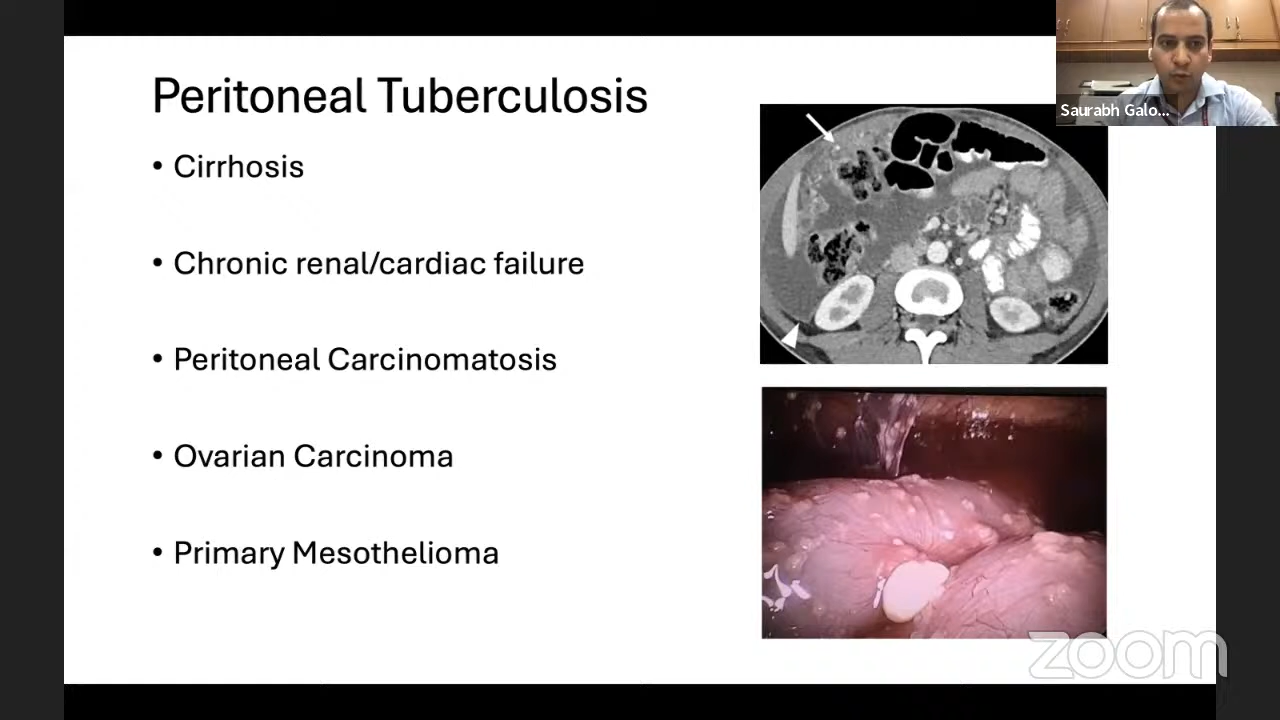 Peritoneal Tuberculosis
• Cirrhosis
• Chronic renal/cardiac failure
• Peritoneal Carcinomatosis
• Ovarian Carcinoma
• Primary Mesothelioma
Saurabh Galo...
zoom